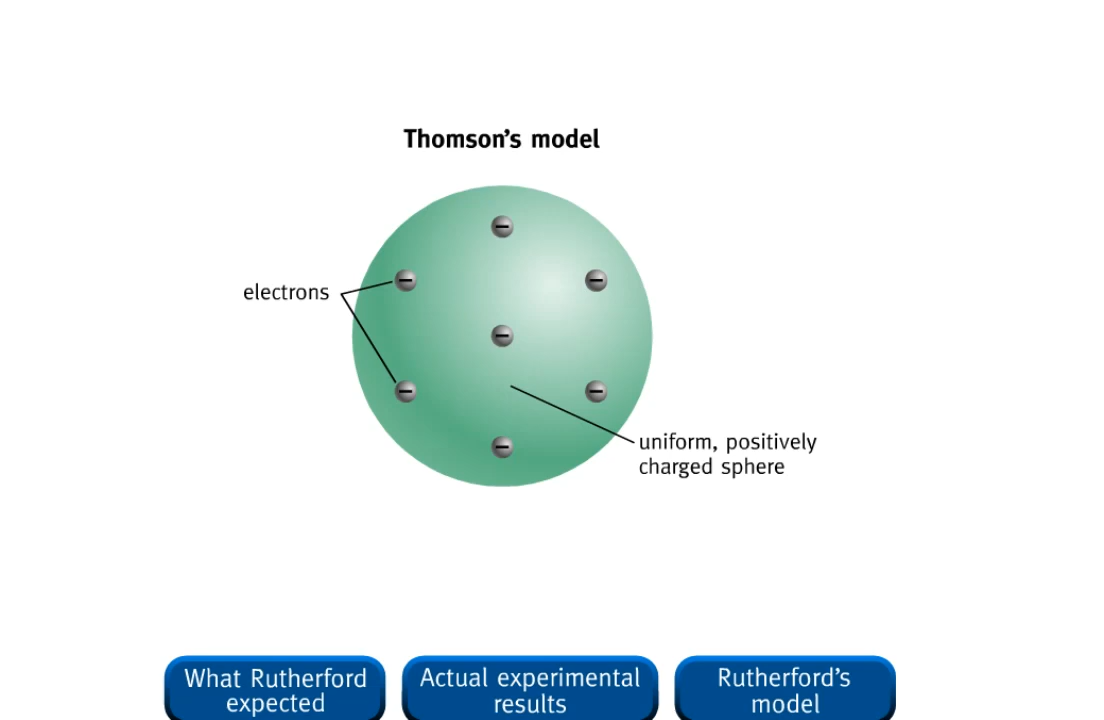 Thomson's model
electrons
uniform, positively
charged sphere
What Rutherford
expected
Actual experimental
results
Rutherford's
model